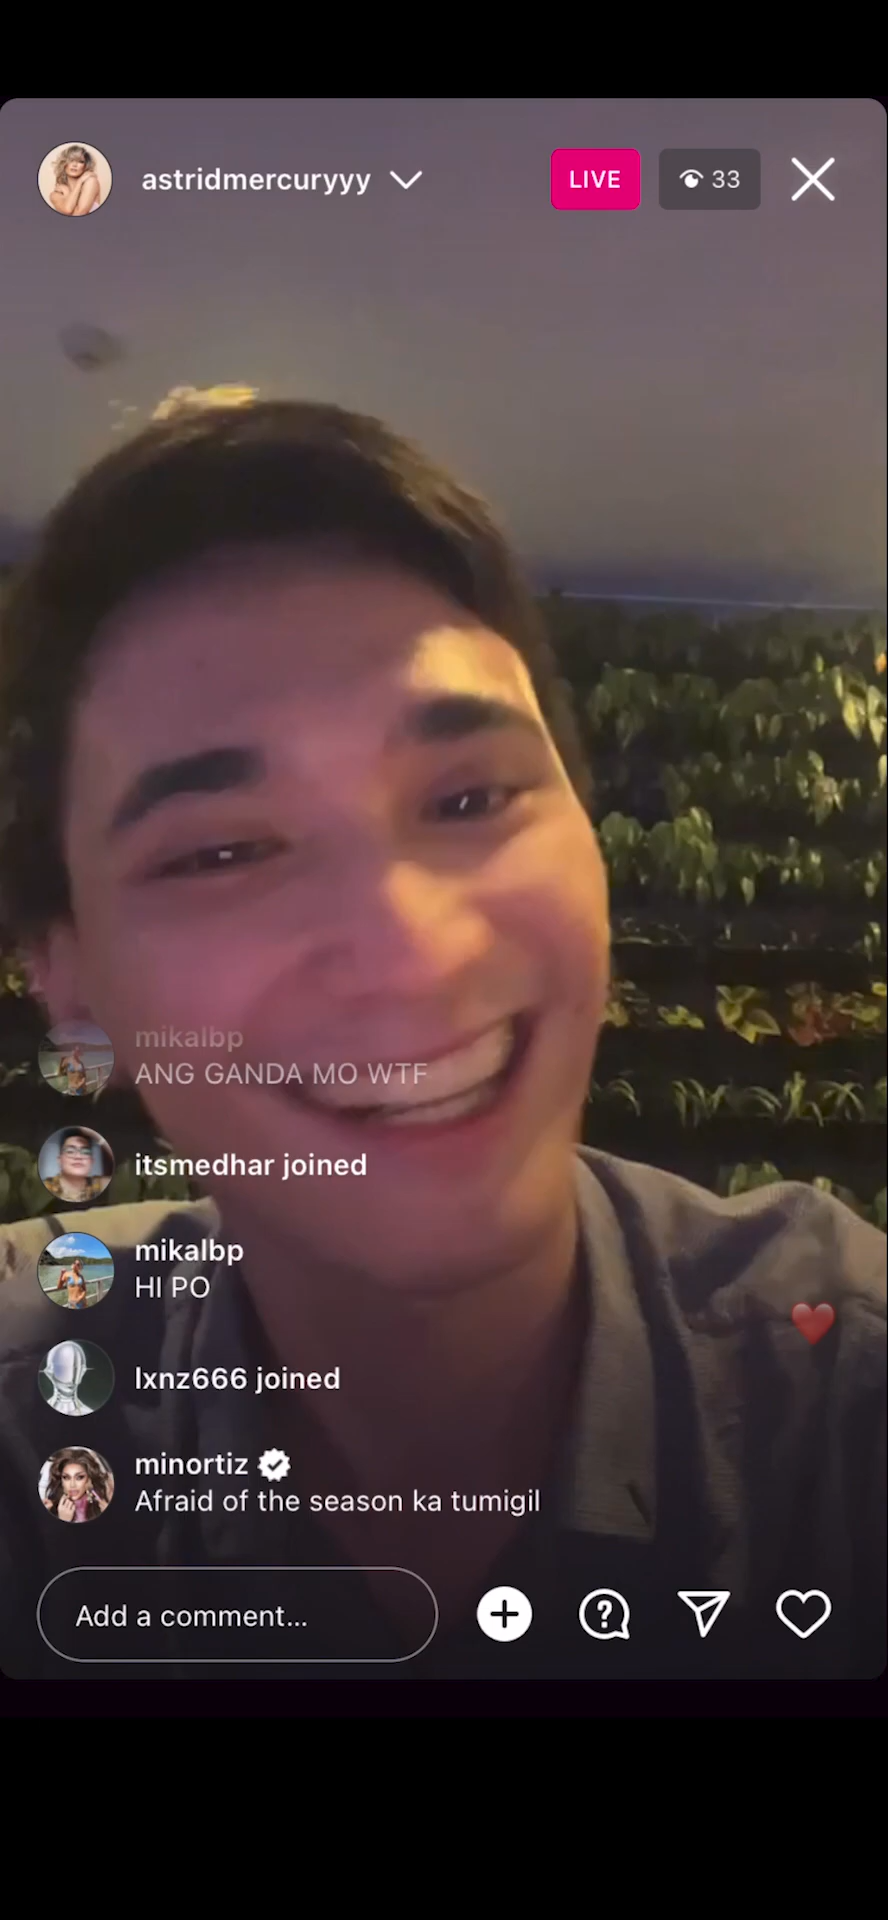 astridmercuryyy
LIVE
33
mikalbp
ANG GANDA MO WTF
itsmedhar joined
mikalbp
HI PO
lxnz666 joined
minortiz
Afraid of the season ka tumigil
Add a comment...